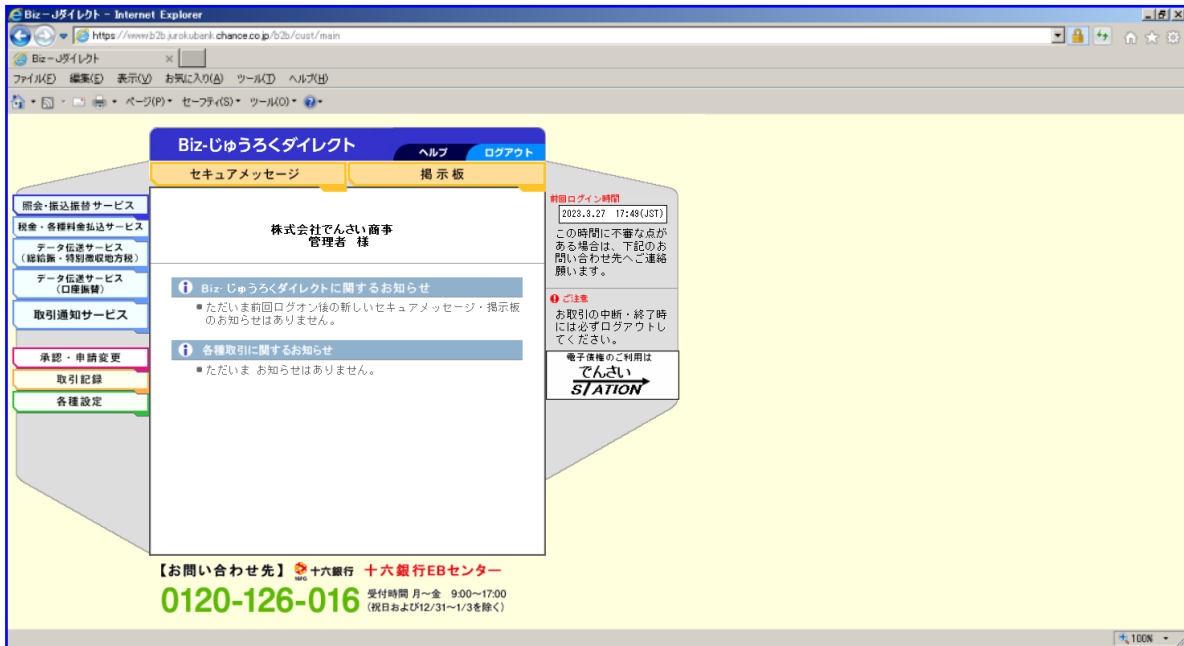 Biz-Jダイレクト - Internet Explorer
https://www.b2b.jurokubank.chance.co.jp/b2b/cust/main
Biz-Jダイレクト
ファイル(F) 編集(E) 表示(V) お気に入り(A) ツール(T) ヘルプ(H)
ページ(P) セーフティ(S) ツール(O)
Biz-じゅうろくダイレクト
ヘルプ ログアウト
セキュアメッセージ 掲示板
照会・振込振替サービス
税金・各種料金払込サービス
データ伝送サービス
(総給振・特別徴収地方税)
データ伝送サービス
(口座振替)
取引通知サービス
承認・申請変更
取引記録
各種設定
株式会社でんさい商事
管理者 様
Biz-じゅうろくダイレクトに関するお知らせ
■ただいま前回ログオン後の新しいセキュアメッセージ・掲示板
のお知らせはありません。
各種取引に関するお知らせ
■ただいま お知らせはありません。
前回ログイン時間
2023.3.27 17:49(JST)
この時間に不審な点が
ある場合は、下記のお
問い合わせ先へご連絡
願います。
ご注意
お取引の中断・終了時
には必ずログアウトし
てください。
電子債権のご利用は
でんさい
STATION
【お問い合わせ先】 十六銀行 十六銀行EBセンター
0120-126-016 受付時間 月～金 9:00～17:00
(祝日および12/31～1/3を除く)
100%